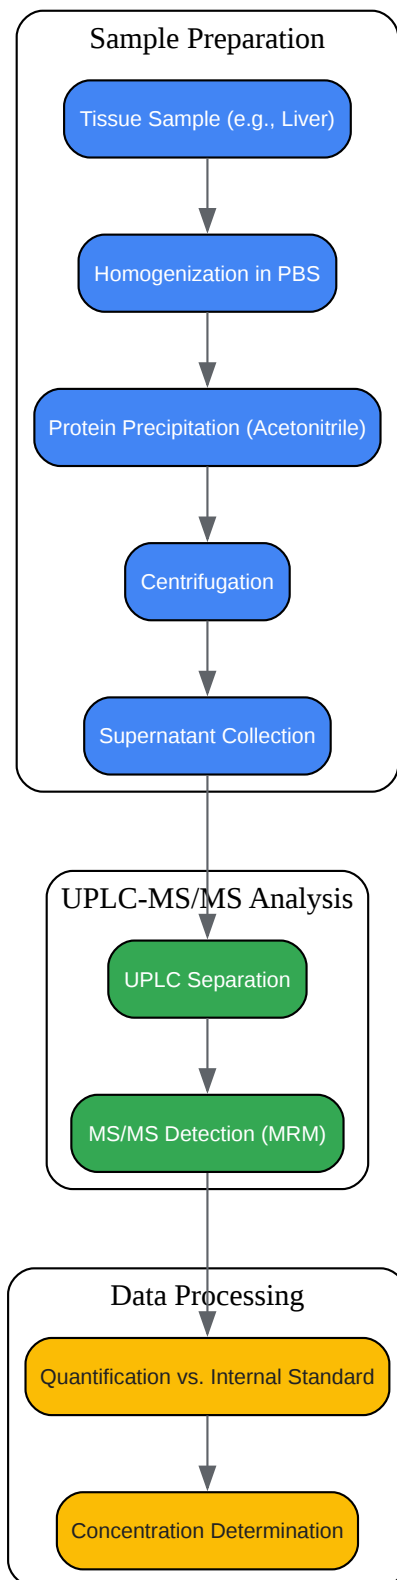 Sample Preparation
Tissue Sample (e.g., Liver)
Homogenization in PBS
Protein Precipitation (Acetonitrile)
Centrifugation
Supernatant Collection
UPLC-MS/MS Analysis
UPLC Separation
MS/MS Detection (MRM)
Data Processing
Quantification vs. Internal Standard
Concentration Determination